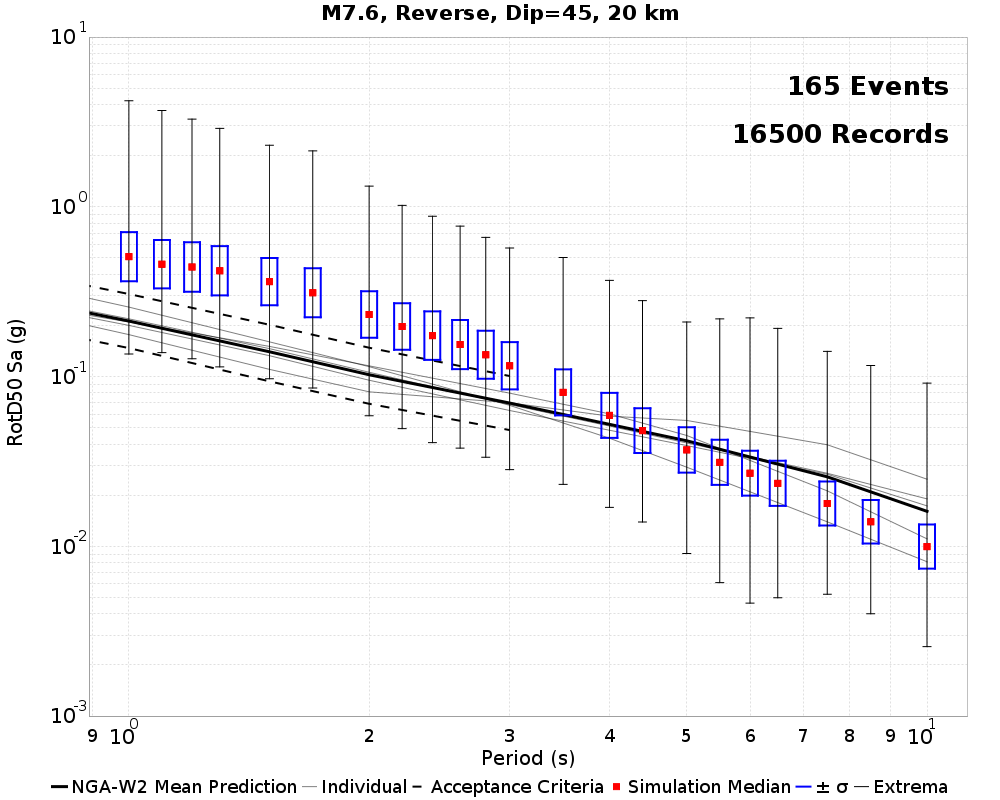 M7.6, Reverse, Dip=45, 20 km
10^1
165 Events
16500 Records
10^0
10^-1
10^-2
10^-3
RotD50 Sa (g)
9 10^0 2 3 4 5 6 7 8 9 10^1
Period (s)
NGA-W2 Mean Prediction Individual Acceptance Criteria Simulation Median ± σ Extrema